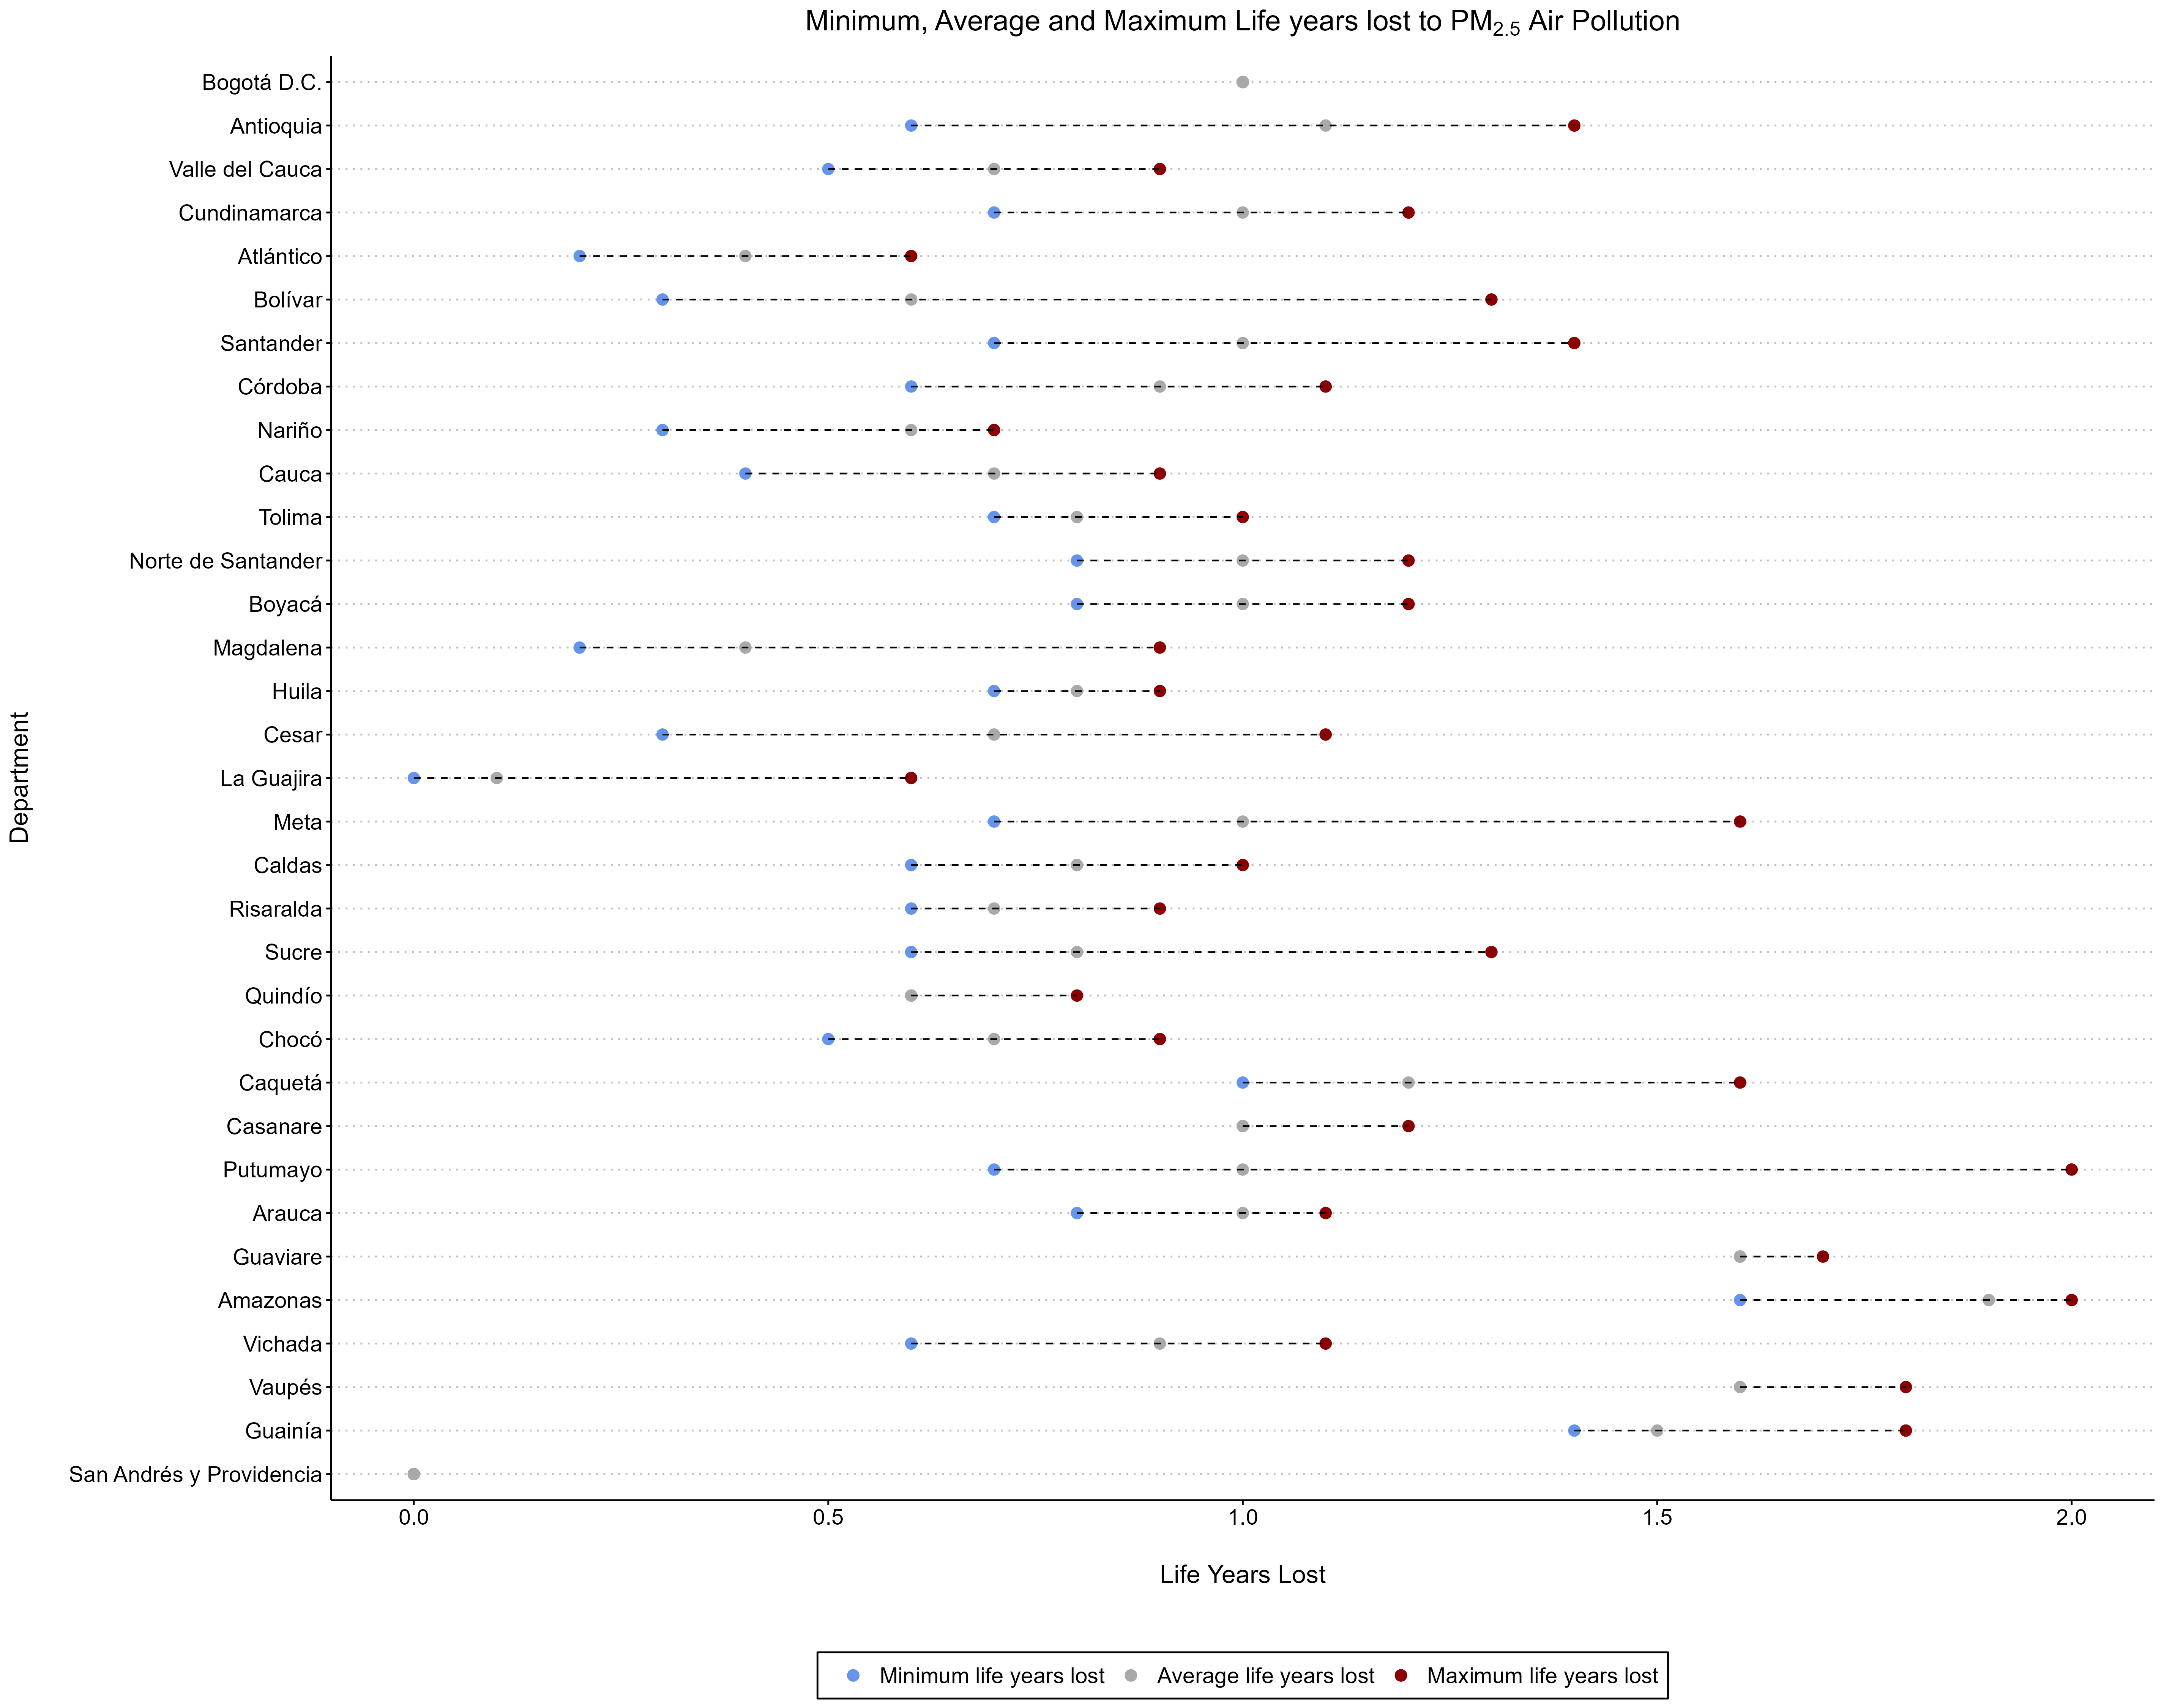 Minimum, Average and Maximum Life years lost to PM2.5 Air Pollution
Department
Bogotá D.C.
Antioquia
Valle del Cauca
Cundinamarca
Atlántico
Bolívar
Santander
Córdoba
Nariño
Cauca
Tolima
Norte de Santander
Boyacá
Magdalena
Huila
Cesar
La Guajira
Meta
Caldas
Risaralda
Sucre
Quindío
Chocó
Caquetá
Casanare
Putumayo
Arauca
Guaviare
Amazonas
Vichada
Vaupés
Guainía
San Andrés y Providencia
0.0 0.5 1.0 1.5 2.0
Life Years Lost
Minimum life years lost Average life years lost Maximum life years lost